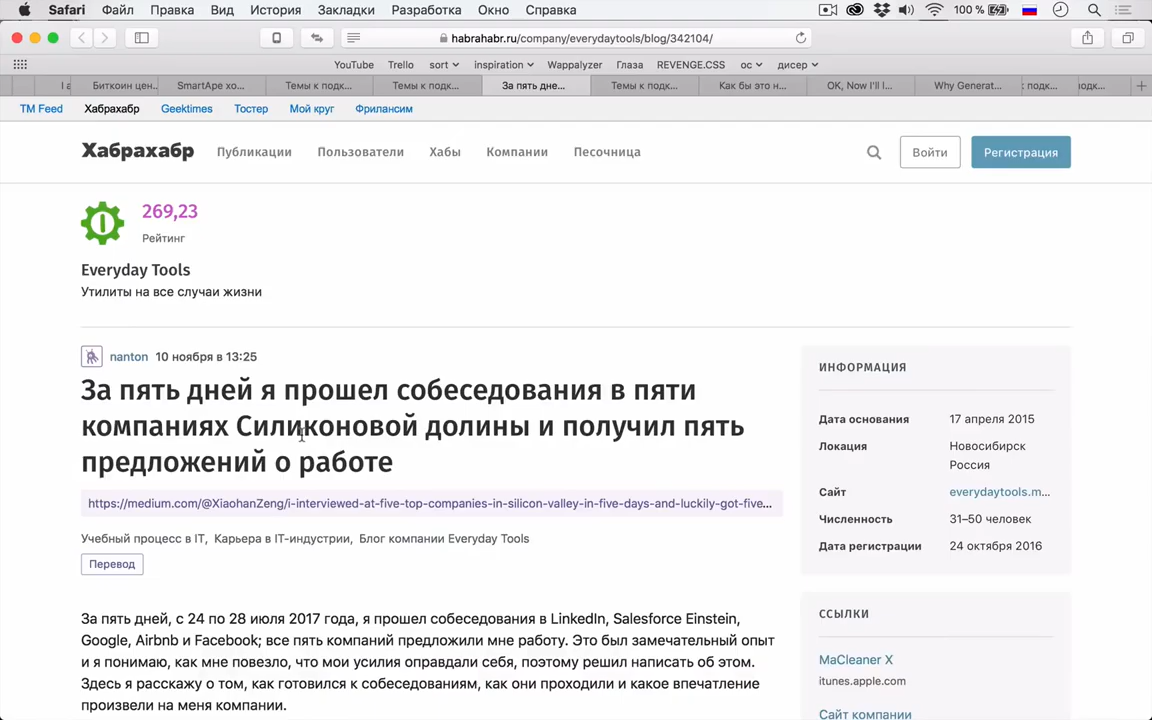 Safari Файл Правка Вид История Закладки Разработка Окно Справка 100 %
habrahabr.ru/company/everydaytools/blog/342104/
YouTube Trello sort inspiration Wappalyzer Глаза REVENGE.CSS ос дисер
I a Биткоин цен... SmartApe хо... Темы к подк... Темы к подк... За пять дне... Темы к подк... Как бы это н... OK, Now I'll I... Why Generat... подк... одк...
TM Feed Хабрахабр Geektimes Тостер Мой круг Фрилансим
Хабрахабр Публикации Пользователи Хабы Компании Песочница Войти Регистрация
269,23
Рейтинг
Everyday Tools
Утилиты на все случаи жизни
nanton 10 ноября в 13:25
За пять дней я прошел собеседования в пяти
компаниях Силиконовой долины и получил пять
предложений о работе
https://medium.com/@XiaohanZeng/i-interviewed-at-five-top-companies-in-silicon-valley-in-five-days-and-luckily-got-five...
Учебный процесс в IT, Карьера в IT-индустрии, Блог компании Everyday Tools
Перевод
За пять дней, с 24 по 28 июля 2017 года, я прошел собеседования в LinkedIn, Salesforce Einstein,
Google, Airbnb и Facebook; все пять компаний предложили мне работу. Это был замечательный опыт
и я понимаю, как мне повезло, что мои усилия оправдали себя, поэтому решил написать об этом.
Здесь я расскажу о том, как готовился к собеседованиям, как они проходили и какое впечатление
произвели на меня компании.
ИНФОРМАЦИЯ
Дата основания 17 апреля 2015
Локация Новосибирск
Россия
Сайт everydaytools.m...
Численность 31–50 человек
Дата регистрации 24 октября 2016
ССЫЛКИ
MaCleaner X
itunes.apple.com
Сайт компании